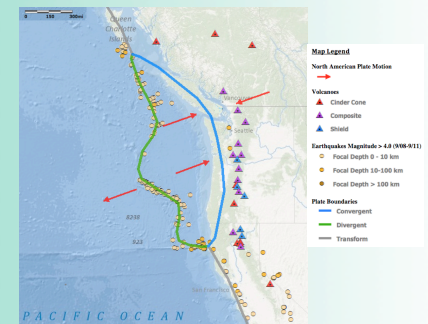 0 150 300mi
Queen
Charlotte
Islands
Vancouver
Seattle
San Francisco
PACIFIC OCEAN
Map Legend
North American Plate Motion
Volcanoes
Cinder Cone
Composite
Shield
Earthquakes Magnitude > 4.0 (9/08-9/11)
Focal Depth 0 - 10 km
Focal Depth 10-100 km
Focal Depth > 100 km
Plate Boundaries
Convergent
Divergent
Transform